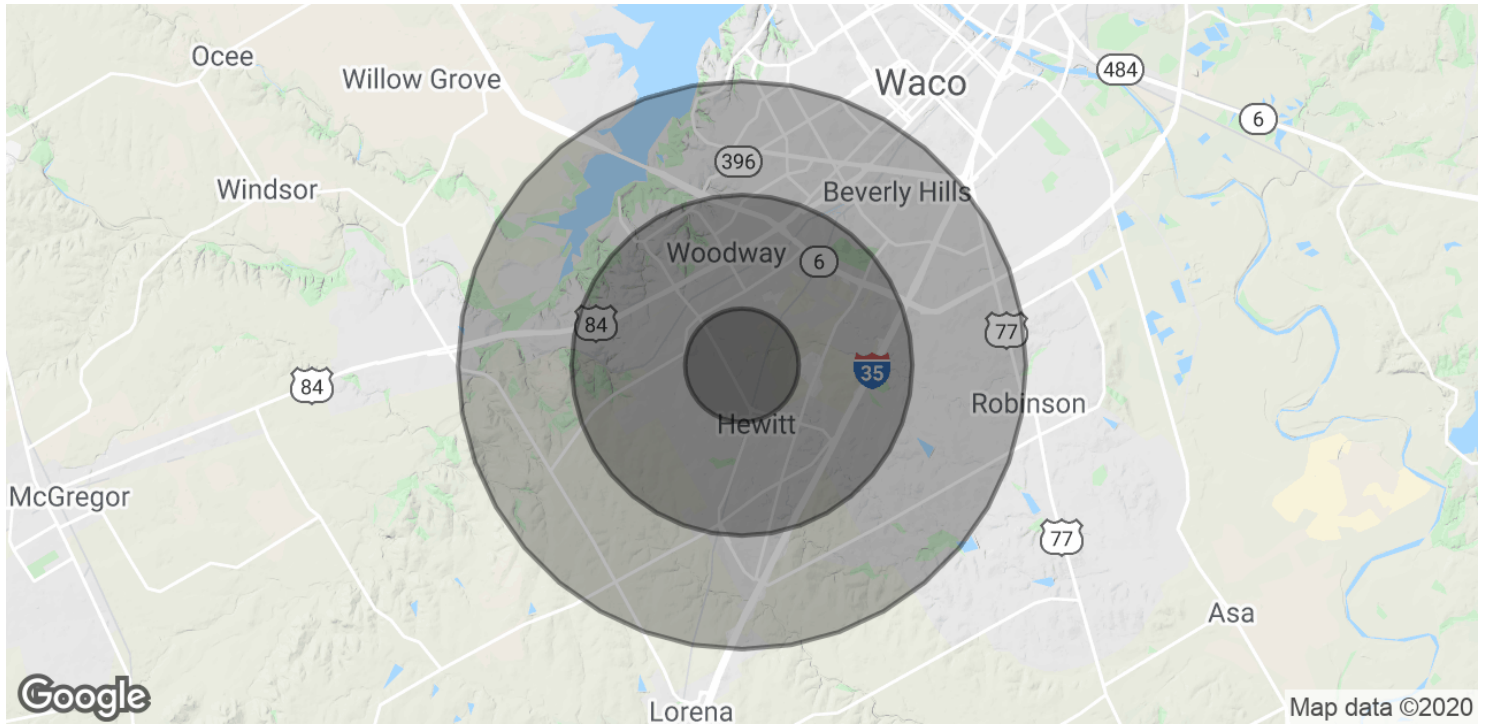 Ocee
Willow Grove
Waco
484
6
396
Windsor
Beverly Hills
Woodway
6
84
77
35
84
Robinson
Hewitt
McGregor
77
Asa
Google
Lorena
Map data ©2020